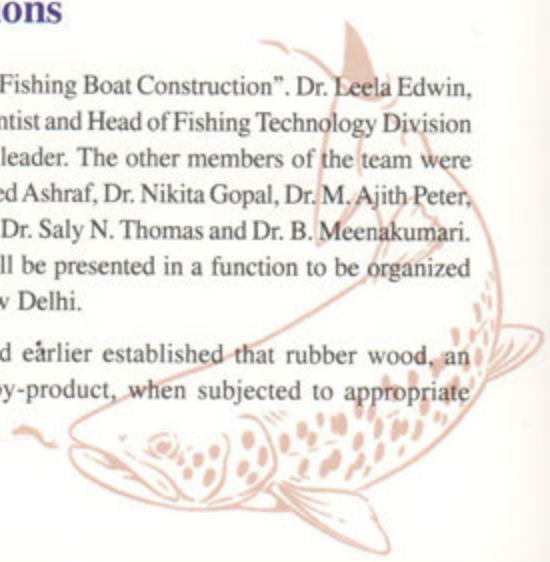 ons
Fishing Boat Construction”. Dr. Leela Edwin,
ntist and Head of Fishing Technology Division
leader. The other members of the team were
ed Ashraf, Dr. Nikita Gopal, Dr. M. Ajith Peter,
Dr. Saly N. Thomas and Dr. B. Meenakumari.
ll be presented in a function to be organized
w Delhi.
d earlier established that rubber wood, an
by-product, when subjected to appropriate